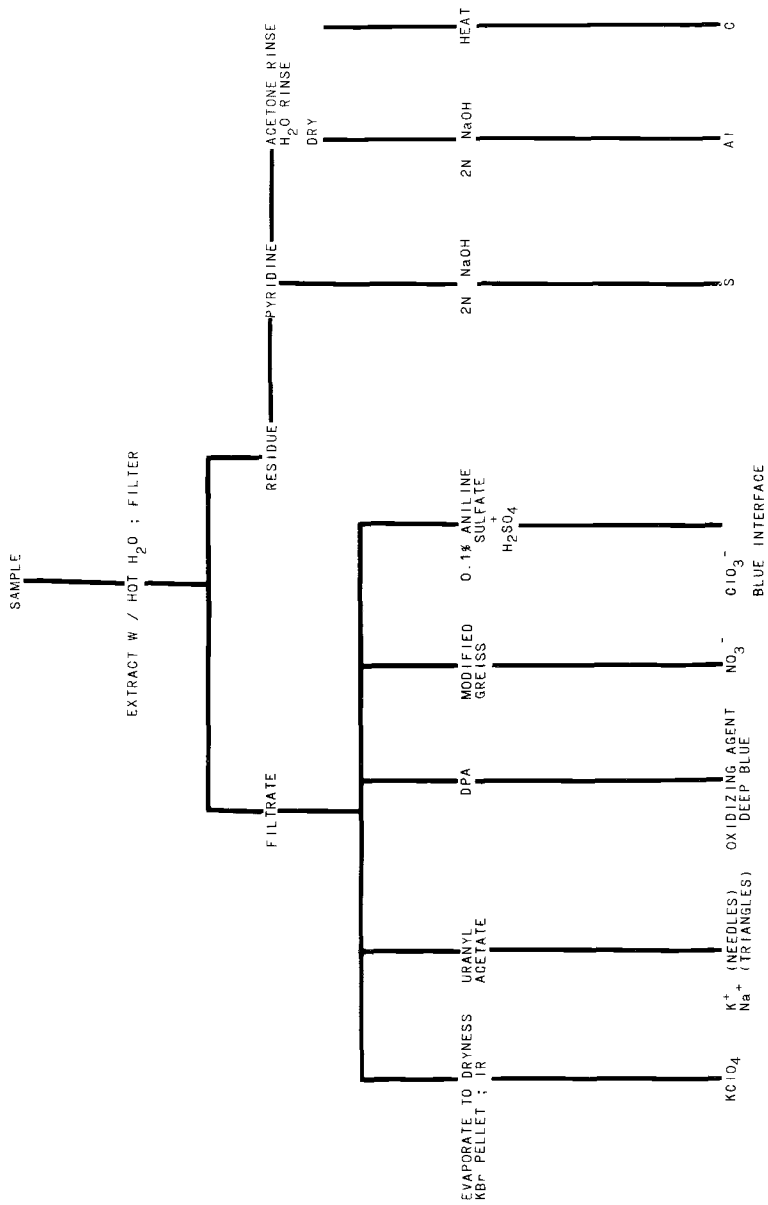 SAMPLE
EXTRACT W / HOT H₂O ; FILTER
FILTRATE
RESIDUE
PYRIDINE
ACETONE RINSE
H₂O RINSE
DRY
EVAPORATE TO DRYNESS
KBr PELLET ; IR
URANYL
ACETATE
DPA
MODIFIED
GREISS
0.1% ANILINE
SULFATE
+
H₂SO₄
2N NaOH
2N NaOH
HEAT
KClO₄
K⁺ (NEEDLES)
Na⁺ (TRIANGLES)
OXIDIZING AGENT
DEEP BLUE
NO₃⁻
ClO₃⁻
BLUE INTERFACE
S
Al
C